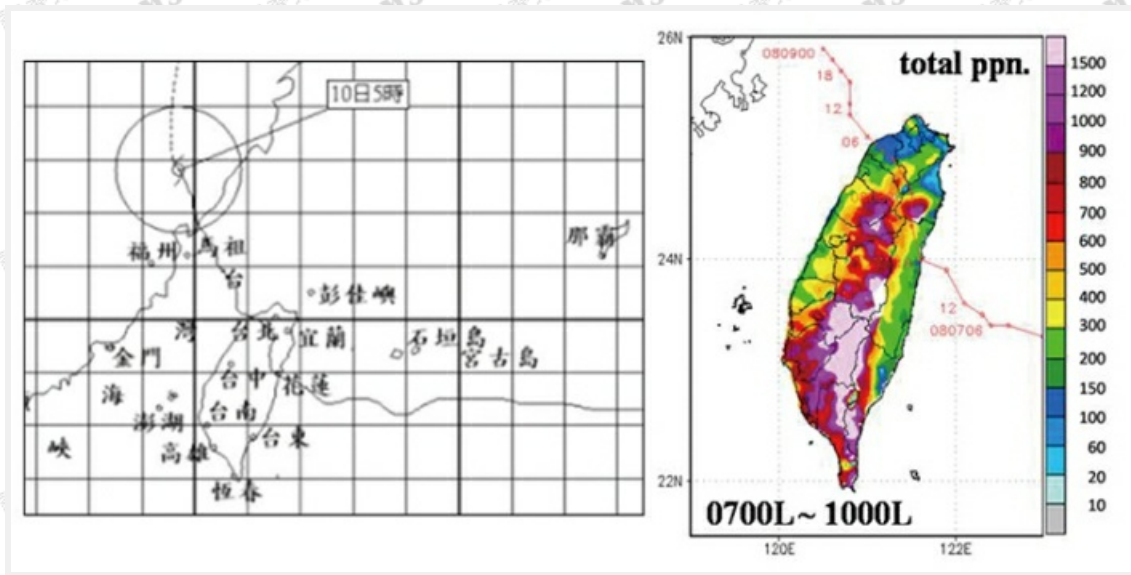 10日5時
福州
馬祖
那霸
台
彭佳嶼
灣
台北
宜蘭
石垣島
宮古島
金門
海
台中
花蓮
澎湖
台南
峽
高雄
台東
恆春
26N
24N
22N
120E
122E
total ppn.
080900
18
12
06
12
080706
0700L~ 1000L
1500
1200
1000
900
800
700
600
500
400
300
200
150
100
60
20
10